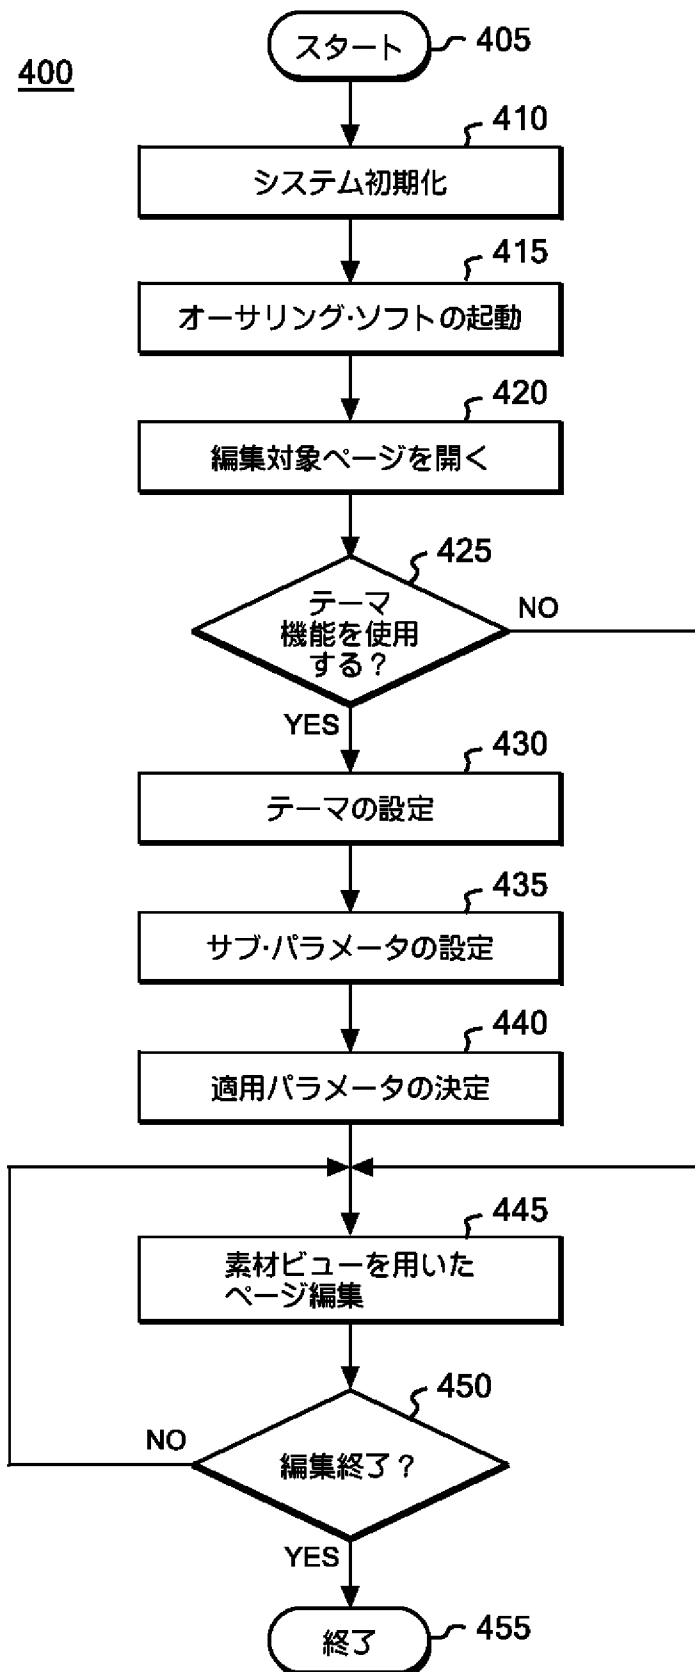 400
スタート
405
410
システム初期化
415
オーサリング・ソフトの起動
420
編集対象ページを開く
425
テーマ
機能を使用
する？
NO
YES
430
テーマの設定
435
サブ・パラメータの設定
440
適用パラメータの決定
445
素材ビューを用いた
ページ編集
450
編集終了？
NO
YES
終了
455